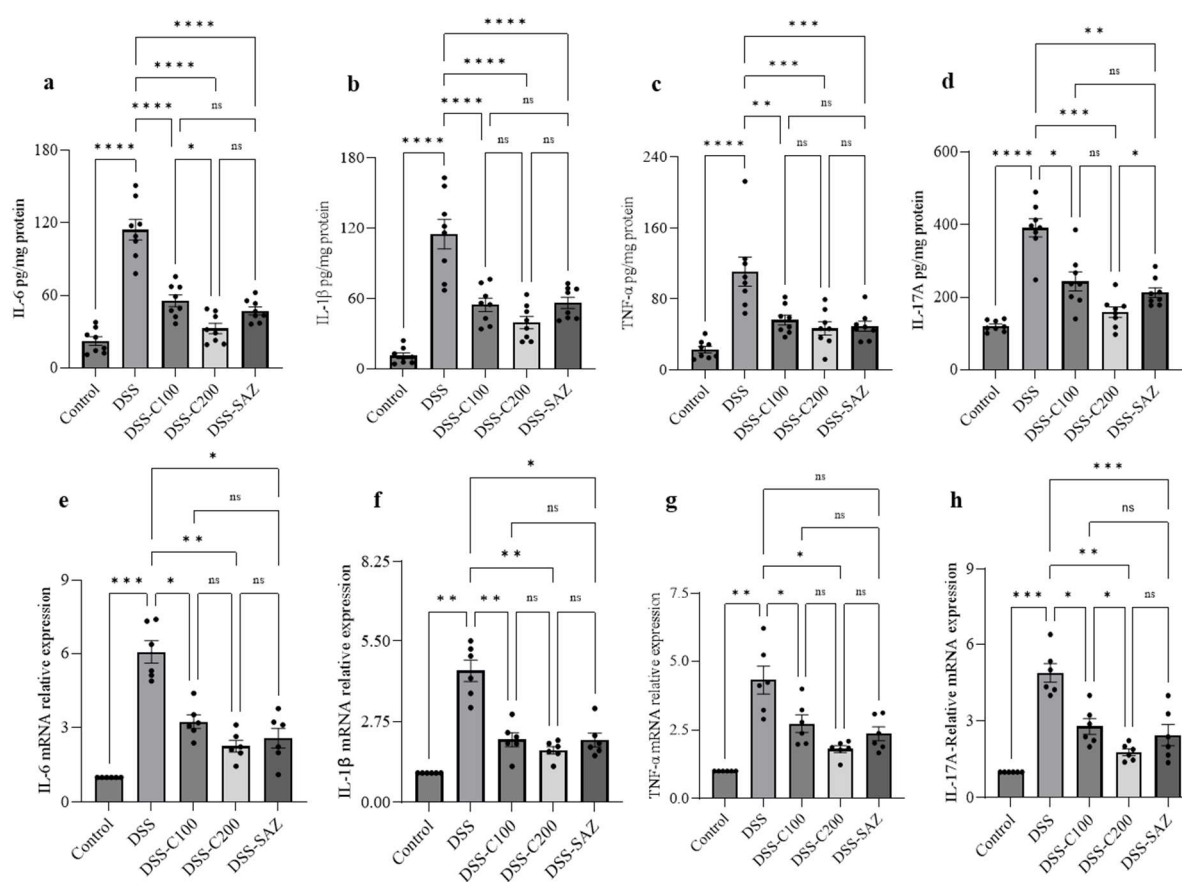 a
* * * *
* * * *
* * * *
ns
* * * *
*
ns
IL-6 pg/mg protein
180
120
60
0
Control
DSS
DSS-C100
DSS-C200
DSS-SAZ
b
* * * *
* * * *
* * * *
ns
* * * *
ns
ns
IL-1β pg/mg protein
180
120
60
0
Control
DSS
DSS-C100
DSS-C200
DSS-SAZ
c
* * *
* * *
* *
ns
* * * *
ns
ns
TNF-α pg/mg protein
240
160
80
0
Control
DSS
DSS-C100
DSS-C200
DSS-SAZ
d
* *
ns
* * *
* * * *
*
ns
*
IL-17A pg/mg protein
600
400
200
0
Control
DSS
DSS-C100
DSS-C200
DSS-SAZ
e
*
ns
* *
* * *
*
ns
ns
IL-6 mRNA relative expression
9
6
3
0
Control
DSS
DSS-C100
DSS-C200
DSS-SAZ
f
*
ns
* *
* *
* *
ns
ns
IL-1β mRNA relative expression
8.25
5.50
2.75
0.00
Control
DSS
DSS-C100
DSS-C200
DSS-SAZ
g
ns
ns
*
* *
*
ns
ns
TNF-α mRNA relative expression
7.5
5.0
2.5
0.0
Control
DSS
DSS-C100
DSS-C200
DSS-SAZ
h
* * *
ns
* *
* * *
*
*
ns
IL-17A-Relative mRNA expression
9
6
3
0
Control
DSS
DSS-C100
DSS-C200
DSS-SAZ